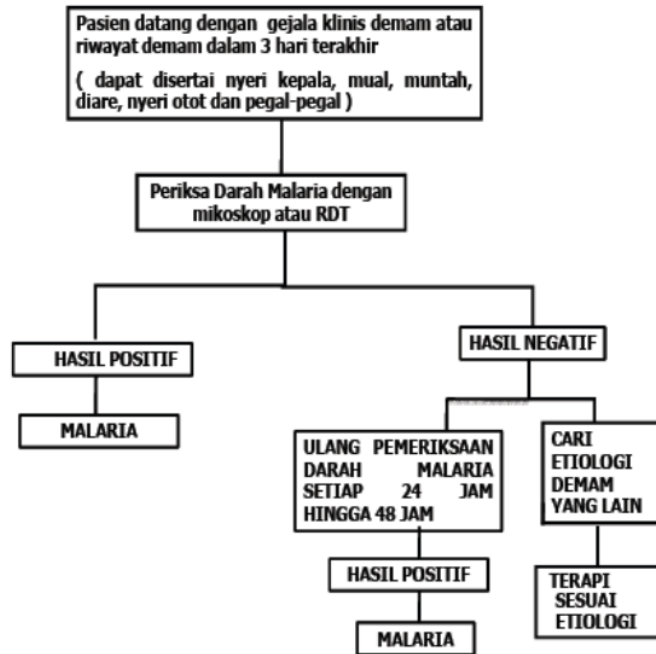 Pasien datang dengan gejala klinis demam atau
riwayat demam dalam 3 hari terakhir
( dapat disertai nyeri kepala, mual, muntah,
diare, nyeri otot dan pegal-pegal )
Periksa Darah Malaria dengan
mikoskop atau RDT
HASIL POSITIF
HASIL NEGATIF
MALARIA
ULANG PEMERIKSAAN
DARAH MALARIA
SETIAP 24 JAM
HINGGA 48 JAM
CARI
ETIOLOGI
DEMAM
YANG LAIN
HASIL POSITIF
TERAPI
SESUAI
ETIOLOGI
MALARIA